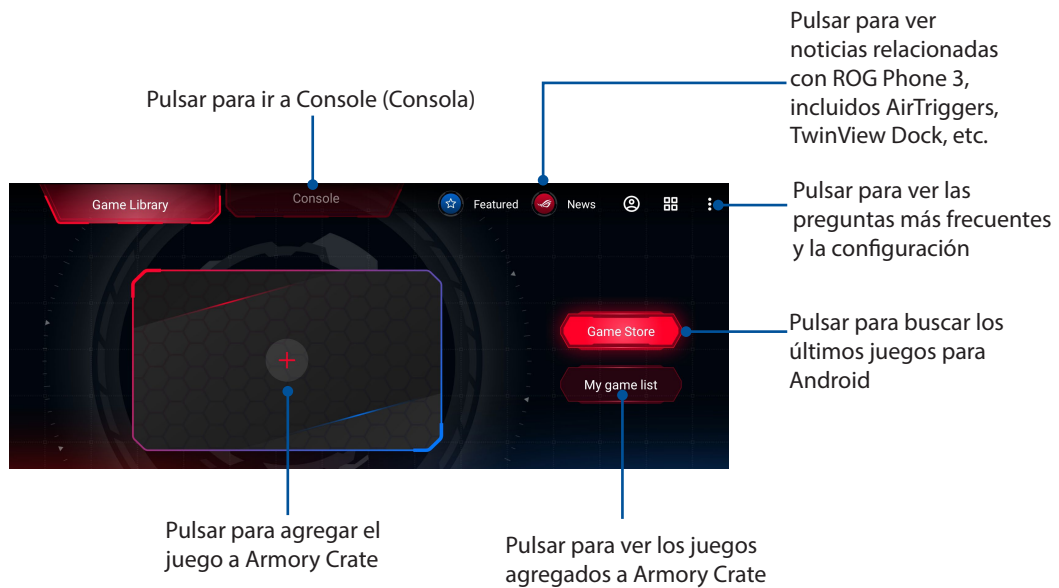 Pulsar para ver
noticias relacionadas
con ROG Phone 3,
incluidos AirTriggers,
TwinView Dock, etc.
Pulsar para ir a Console (Consola)
Game Library
Console
Featured
News
Pulsar para ver las
preguntas más frecuentes
y la configuración
Game Store
Pulsar para buscar los
últimos juegos para
Android
My game list
Pulsar para agregar el
juego a Armory Crate
Pulsar para ver los juegos
agregados a Armory Crate